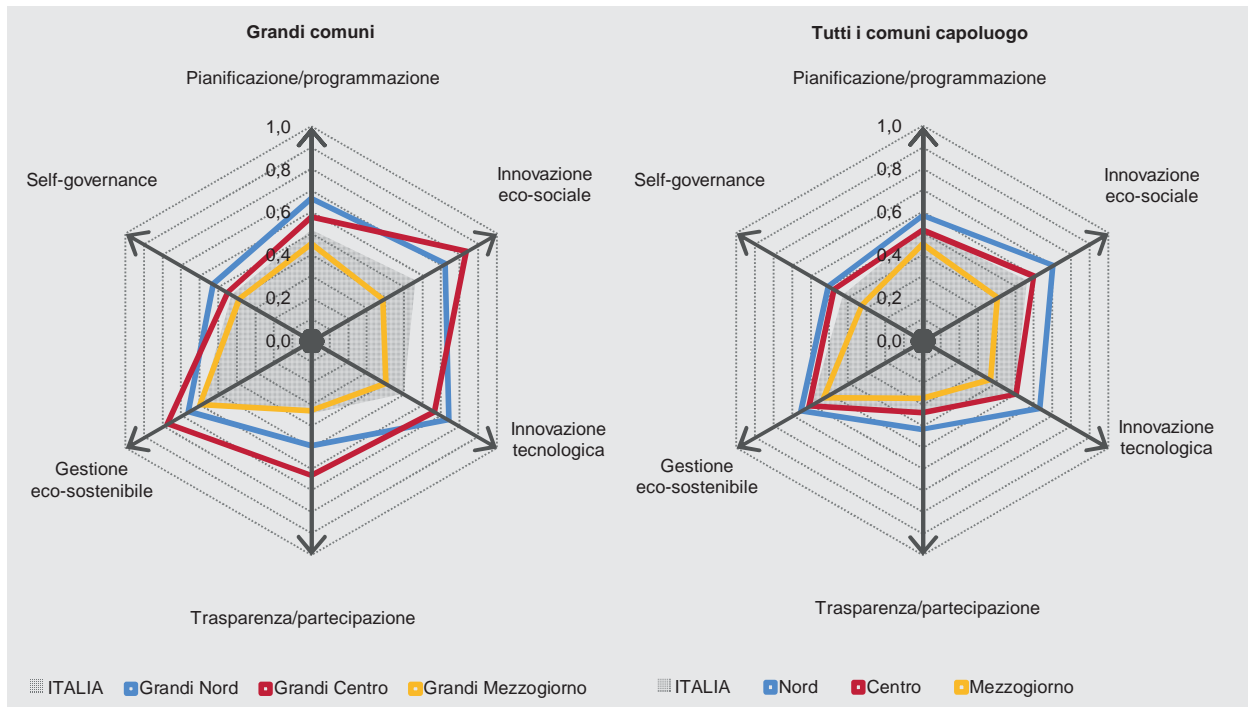 Grandi comuni
Pianificazione/programmazione
1,0
0,8
0,6
0,4
0,2
0,0
Innovazione
eco-sociale
Innovazione
tecnologica
Trasparenza/partecipazione
Gestione
eco-sostenibile
Self-governance
ITALIA Grandi Nord Grandi Centro Grandi Mezzogiorno
Tutti i comuni capoluogo
Pianificazione/programmazione
1,0
0,8
0,6
0,4
0,2
0,0
Innovazione
eco-sociale
Innovazione
tecnologica
Trasparenza/partecipazione
Gestione
eco-sostenibile
Self-governance
ITALIA Nord Centro Mezzogiorno